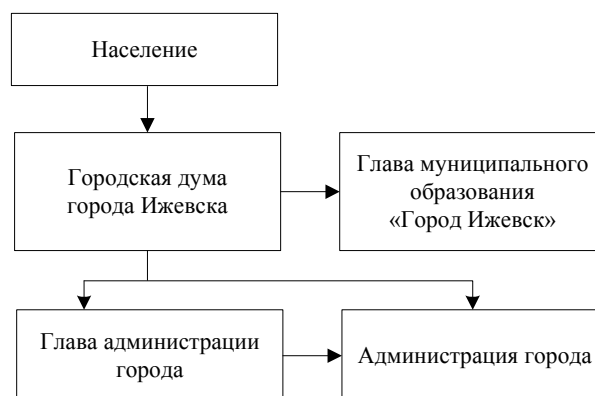 Население
Городская дума
города Ижевска
Глава муниципального
образования
«Город Ижевск»
Глава администрации
города
Администрация города